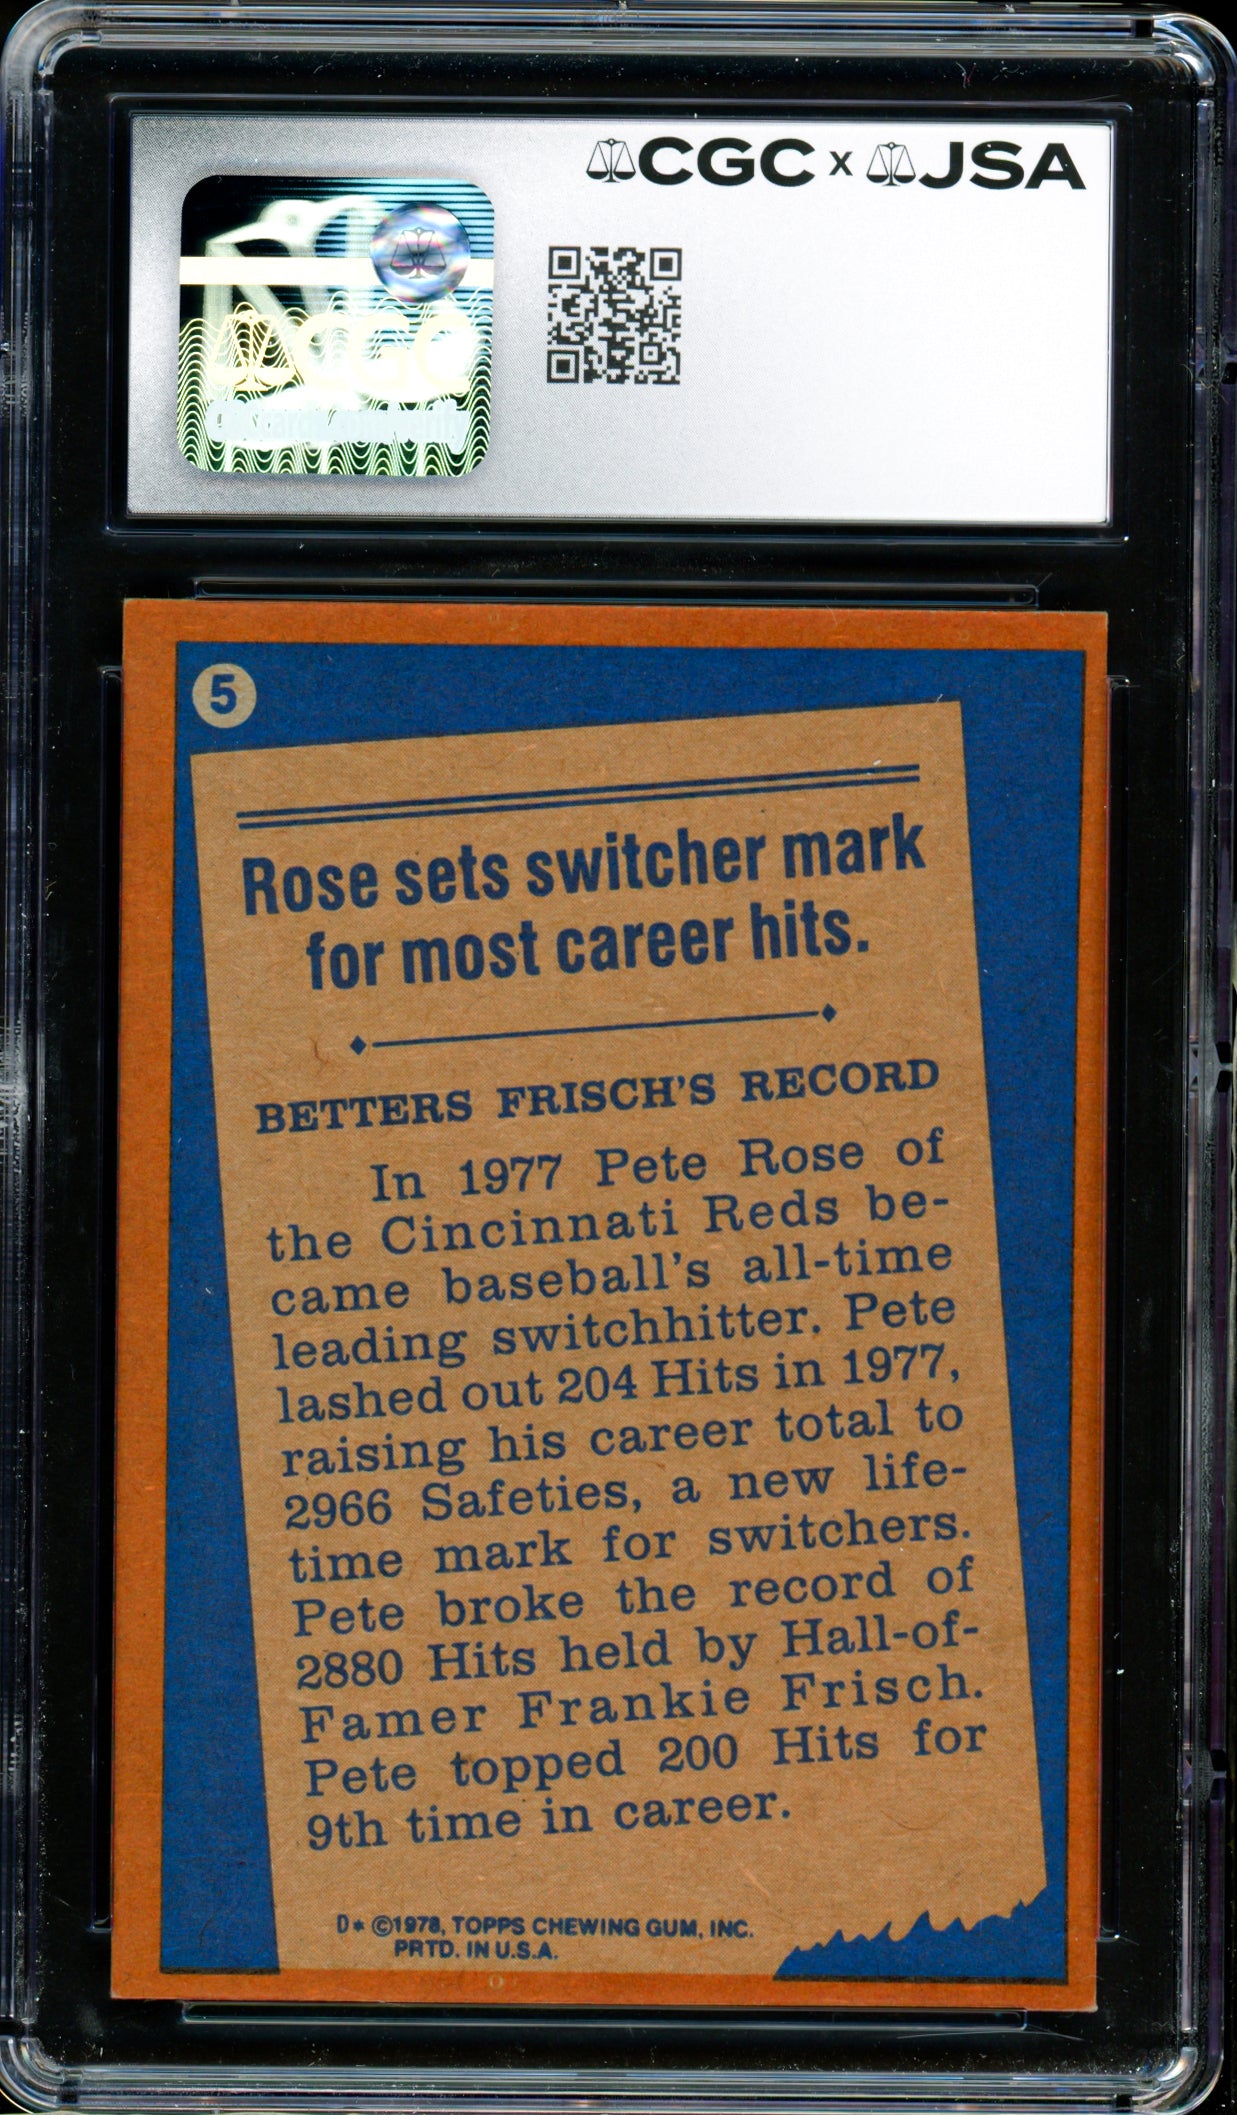 CGC x JSA
CGC
5
Rose sets switcher mark
for most career hits.
BETTERS FRISCH'S RECORD
In 1977 Pete Rose of
the Cincinnati Reds be-
came baseball's all-time
leading switchhitter. Pete
lashed out 204 Hits in 1977,
raising his career total to
2966 Safeties, a new life-
time mark for switchers.
Pete broke the record of
2880 Hits held by Hall-of-
Famer Frankie Frisch.
Pete topped 200 Hits for
9th time in career.
D* ©1978, TOPPS CHEWING GUM, INC.
PRTD. IN U.S.A.